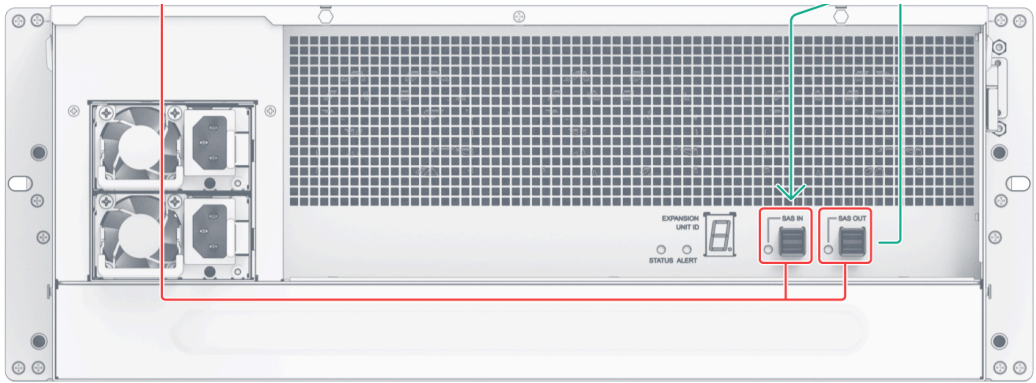 EXPANSION
UNIT ID
STATUS ALERT
SAS IN
SAS OUT